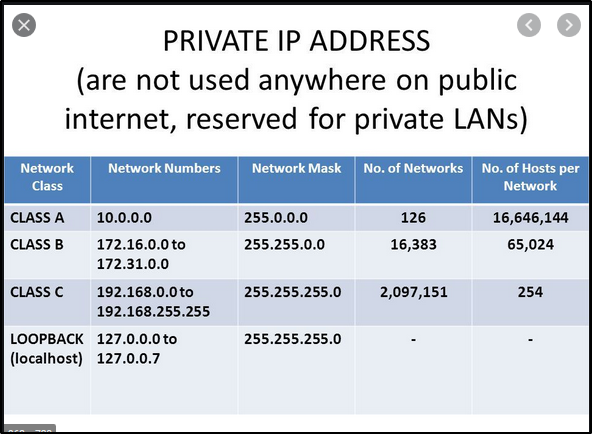 PRIVATE IP ADDRESS
(are not used anywhere on public
internet, reserved for private LANs)
Network Class Network Numbers Network Mask No. of Networks No. of Hosts per Network
CLASS A 10.0.0.0 255.0.0.0 126 16,646,144
CLASS B 172.16.0.0 to 172.31.0.0 255.255.0.0 16,383 65,024
CLASS C 192.168.0.0 to 192.168.255.255 255.255.255.0 2,097,151 254
LOOPBACK (localhost) 127.0.0.0 to 127.0.0.7 255.255.255.0 - -